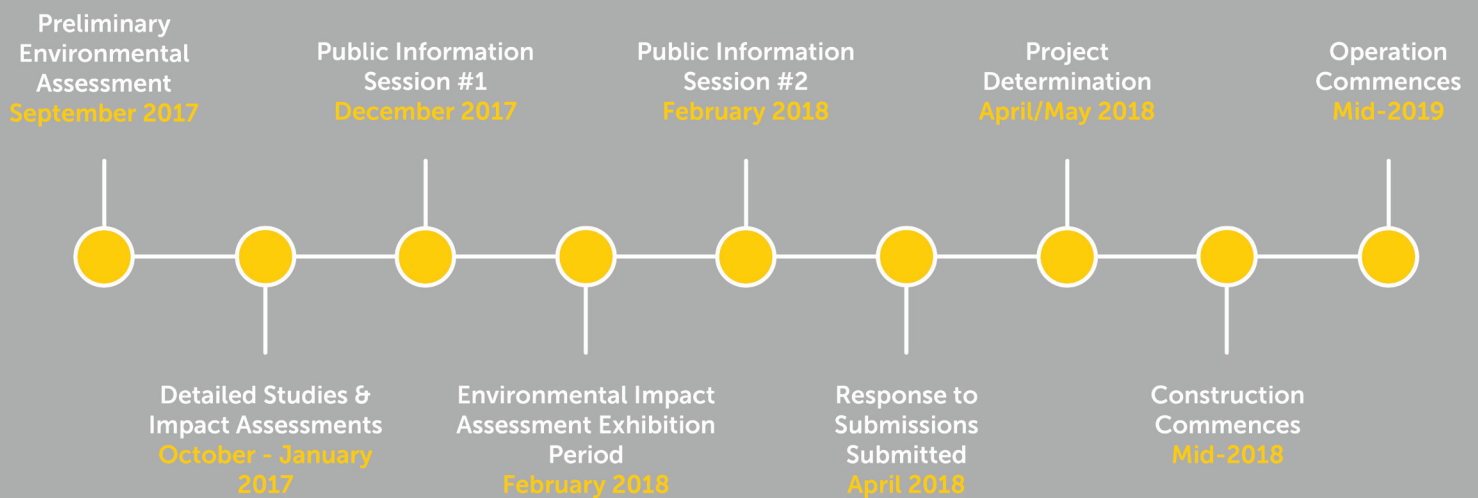 Preliminary
Environmental
Assessment
September 2017
Detailed Studies &
Impact Assessments
October - January
2017
Public Information
Session #1
December 2017
Environmental Impact
Assessment Exhibition
Period
February 2018
Public Information
Session #2
February 2018
Response to
Submissions
Submitted
April 2018
Project
Determination
April/May 2018
Construction
Commences
Mid-2018
Operation
Commences
Mid-2019